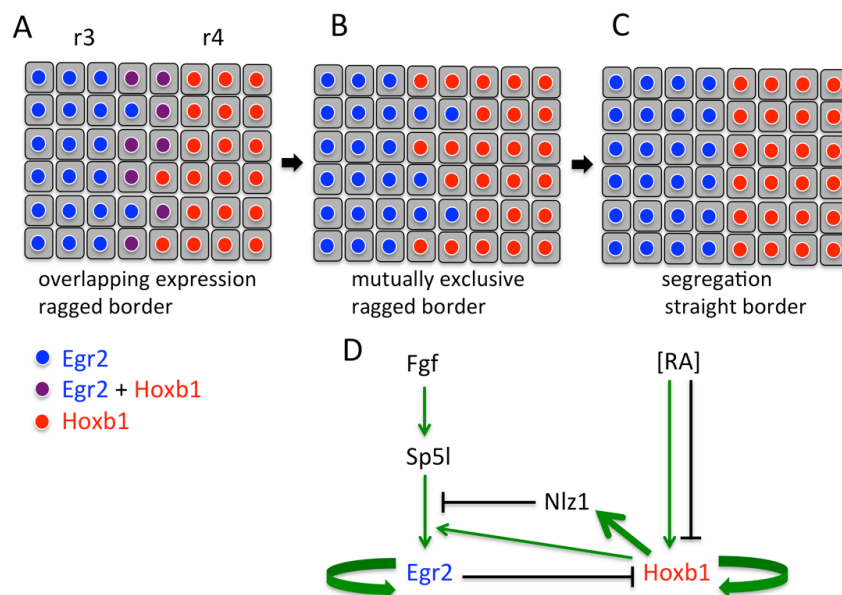 A
r3
r4
B
C
overlapping expression
ragged border
mutually exclusive
ragged border
segregation
straight border
Egr2
Egr2 + Hoxb1
Hoxb1
D
Fgf
[RA]
Sp5l
Nlz1
Egr2
Hoxb1